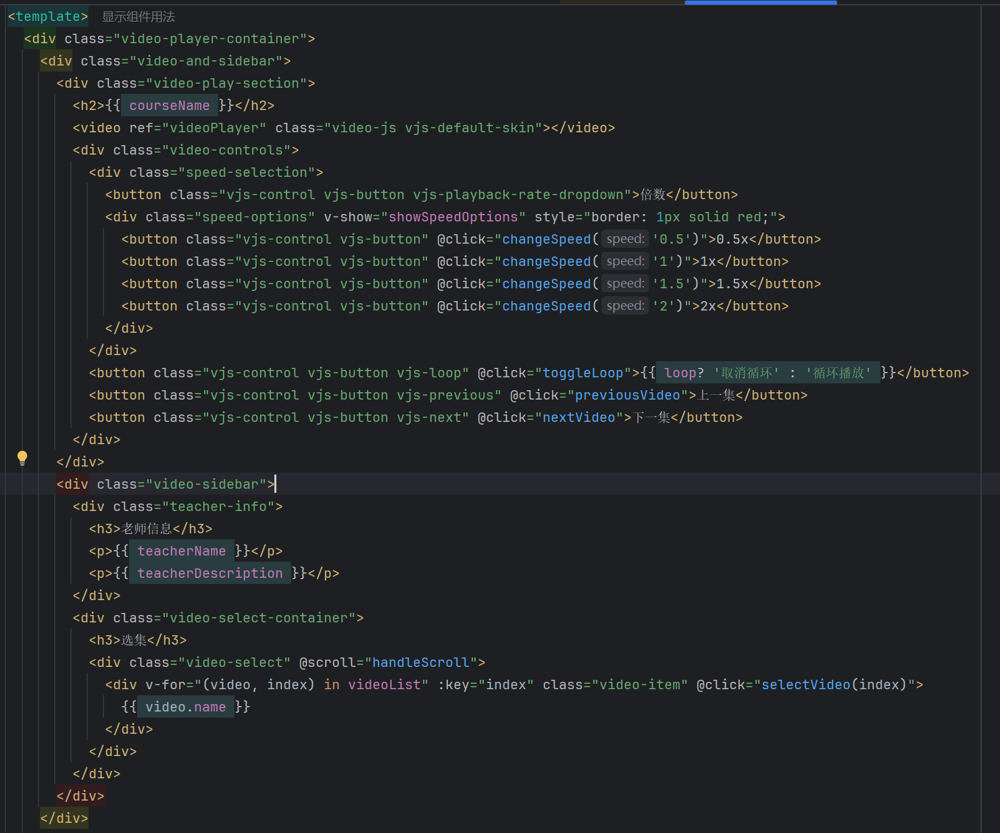 <template> 显示组件用法
<div class="video-player-container">
<div class="video-and-sidebar">
<div class="video-play-section">
<h2>{{ courseName }}</h2>
<video ref="videoPlayer" class="video-js vjs-default-skin"></video>
<div class="video-controls">
<div class="speed-selection">
<button class="vjs-control vjs-button vjs-playback-rate-dropdown">倍数</button>
<div class="speed-options" v-show="showSpeedOptions" style="border: 1px solid red;">
<button class="vjs-control vjs-button" @click="changeSpeed( speed: '0.5')">0.5x</button>
<button class="vjs-control vjs-button" @click="changeSpeed( speed: '1')">1x</button>
<button class="vjs-control vjs-button" @click="changeSpeed( speed: '1.5')">1.5x</button>
<button class="vjs-control vjs-button" @click="changeSpeed( speed: '2')">2x</button>
</div>
</div>
<button class="vjs-control vjs-button vjs-loop" @click="toggleLoop">{{ loop? '取消循环' : '循环播放' }}</button>
<button class="vjs-control vjs-button vjs-previous" @click="previousVideo">上一集</button>
<button class="vjs-control vjs-button vjs-next" @click="nextVideo">下一集</button>
</div>
</div>
<div class="video-sidebar">
<div class="teacher-info">
<h3>老师信息</h3>
<p>{{ teacherName }}</p>
<p>{{ teacherDescription }}</p>
</div>
<div class="video-select-container">
<h3>选集</h3>
<div class="video-select" @scroll="handleScroll">
<div v-for="(video, index) in videoList" :key="index" class="video-item" @click="selectVideo(index)">
{{ video.name }}
</div>
</div>
</div>
</div>
</div>